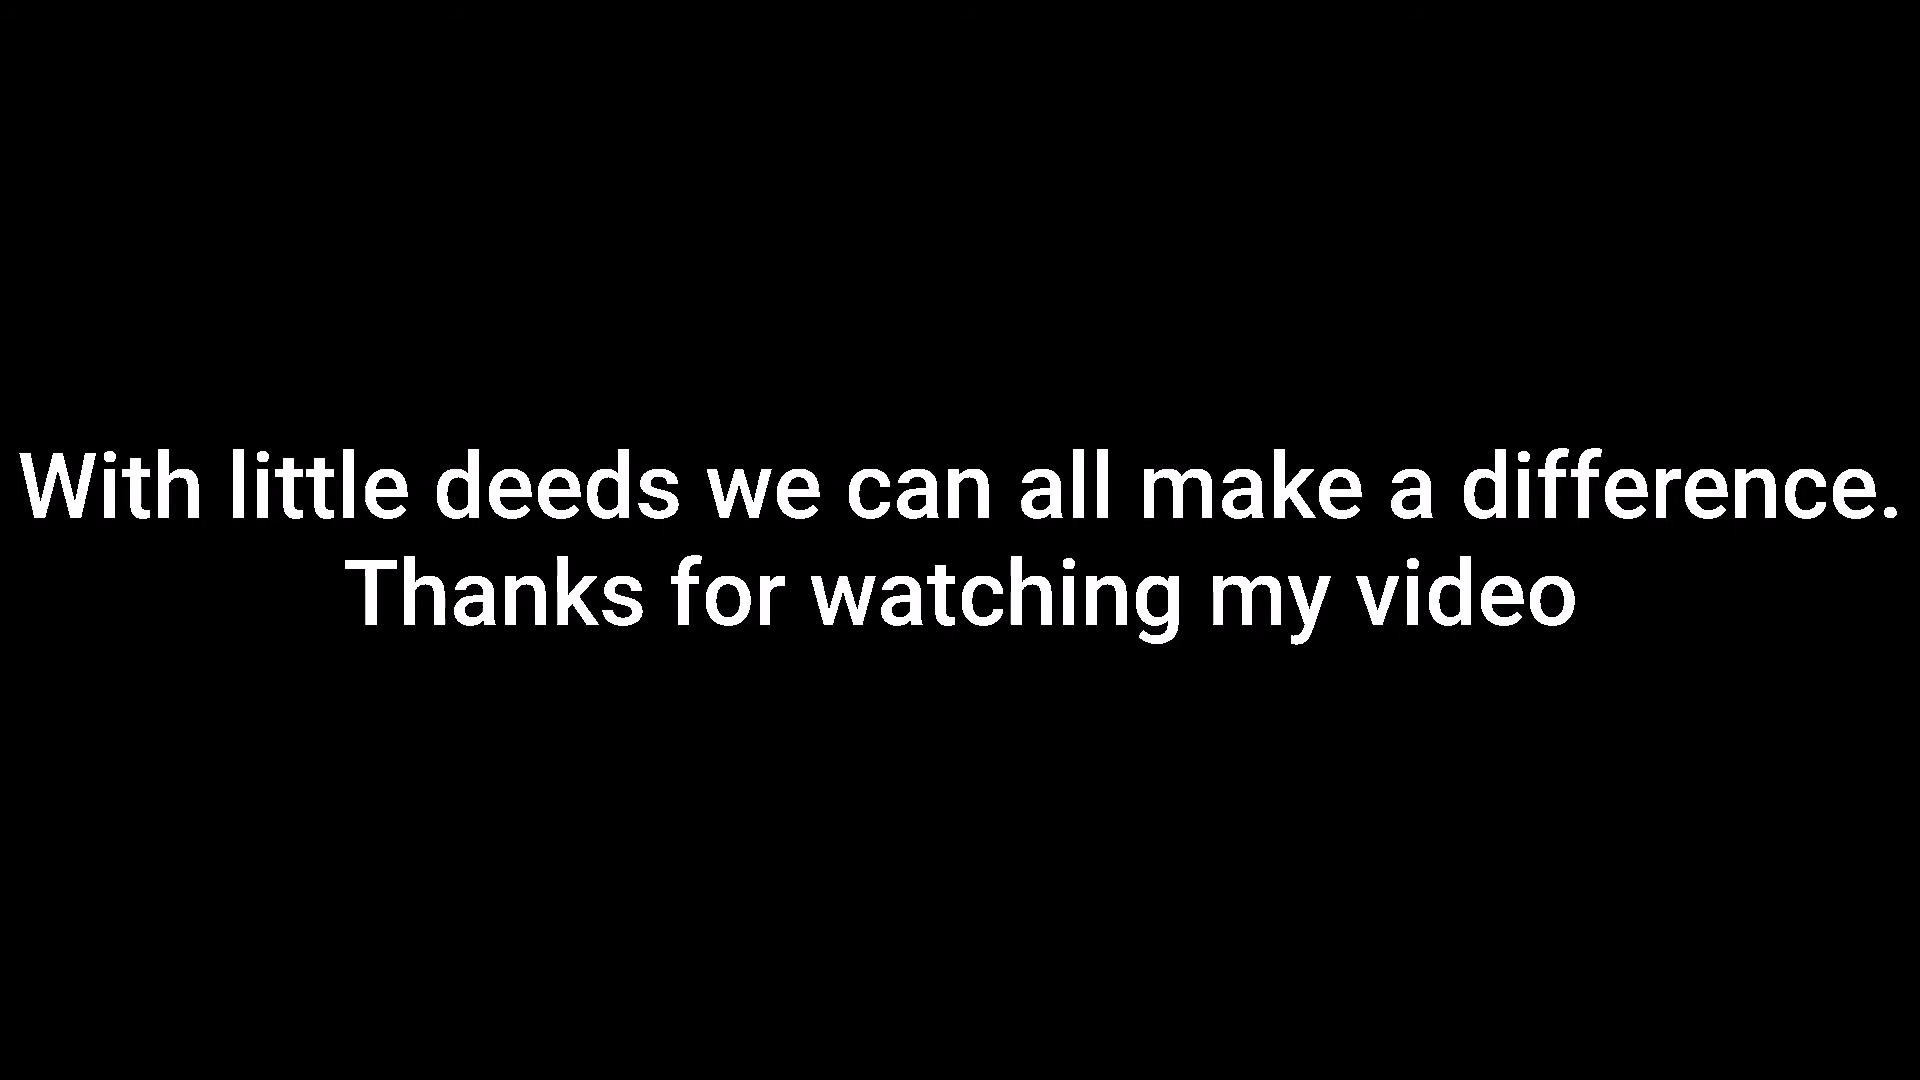 With little deeds we can all make a difference.
Thanks for watching my video